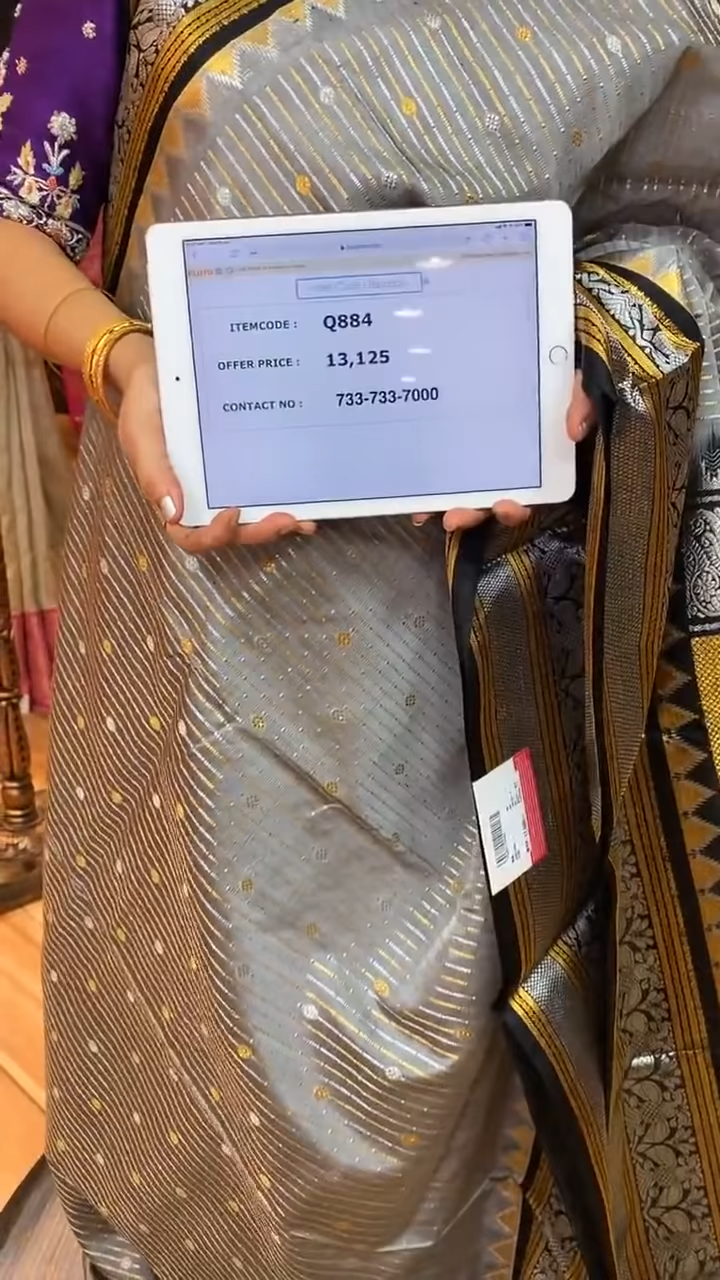 ITEMCODE : Q884
OFFER PRICE : 13,125
CONTACT NO : 733-733-7000